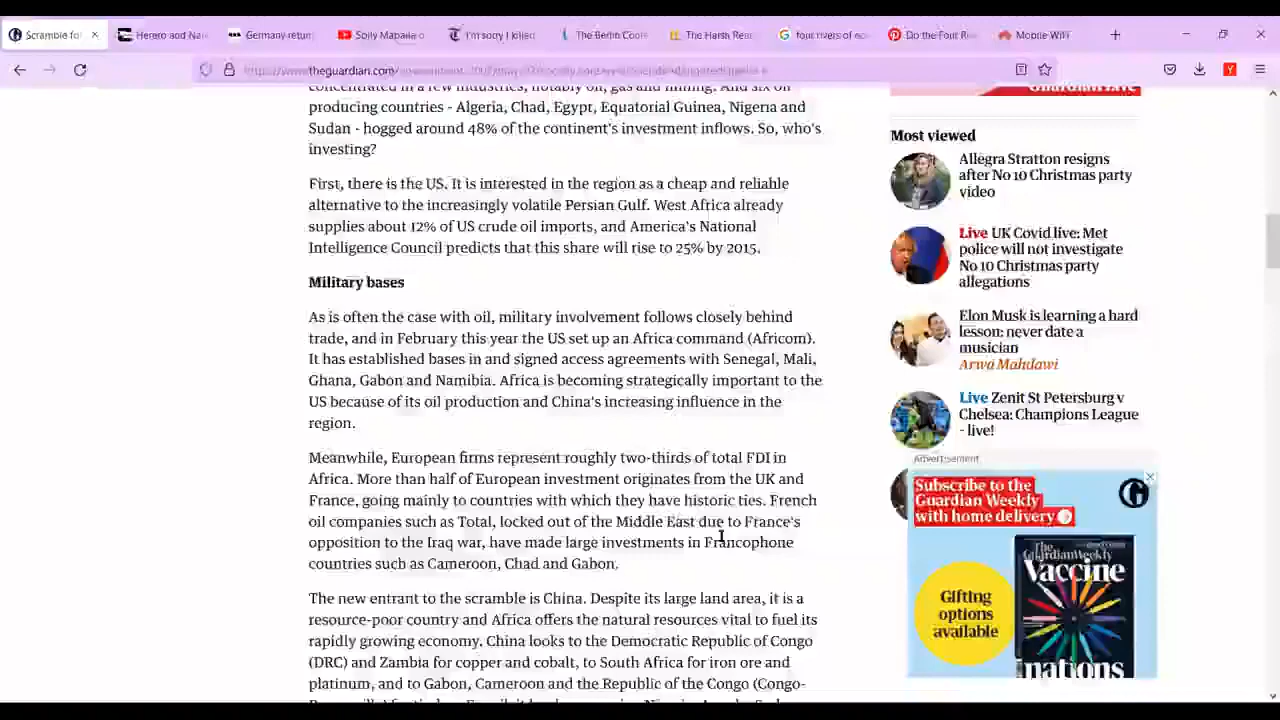 Scramble fo
Herero and Na
Germany return
I'm sorry I killed
The Berlin Con
four rivers of
Do the Four Ri
Mobile WiFi
theguardian.com
concentrated in a few industries, notably oil, gas and mining. And six oil
producing countries - Algeria, Chad, Egypt, Equatorial Guinea, Nigeria and
Sudan - hogged around 48% of the continent's investment inflows. So, who's
investing?
First, there is the US. It is interested in the region as a cheap and reliable
alternative to the increasingly volatile Persian Gulf. West Africa already
supplies about 12% of US crude oil imports, and America's National
Intelligence Council predicts that this share will rise to 25% by 2015.
Military bases
As is often the case with oil, military involvement follows closely behind
trade, and in February this year the US set up an Africa command (Africom).
It has established bases in and signed access agreements with Senegal, Mali,
Ghana, Gabon and Namibia. Africa is becoming strategically important to the
US because of its oil production and China's increasing influence in the
region.
Meanwhile, European firms represent roughly two-thirds of total FDI in
Africa. More than half of European investment originates from the UK and
France, going mainly to countries with which they have historic ties. French
oil companies such as Total, locked out of the Middle East due to France's
opposition to the Iraq war, have made large investments in Francophone
countries such as Cameroon, Chad and Gabon.
The new entrant to the scramble is China. Despite its large land area, it is a
resource-poor country and Africa offers the natural resources vital to fuel its
rapidly growing economy. China looks to the Democratic Republic of Congo
(DRC) and Zambia for copper and cobalt, to South Africa for iron ore and
platinum, and to Gabon, Cameroon and the Republic of the Congo (Congo-
Guardian Live
Most viewed
Allegra Stratton resigns
after No 10 Christmas party
video
Live UK Covid live: Met
police will not investigate
No 10 Christmas party
allegations
Elon Musk is learning a hard
lesson: never date a
musician
Arwa Mahdawi
Live Zenit St Petersburg v
Chelsea: Champions League
- live!
Advertisement
Subscribe to the
Guardian Weekly
with home delivery
Gifting
options
available
The GuardianWeekly
Vaccine
nations